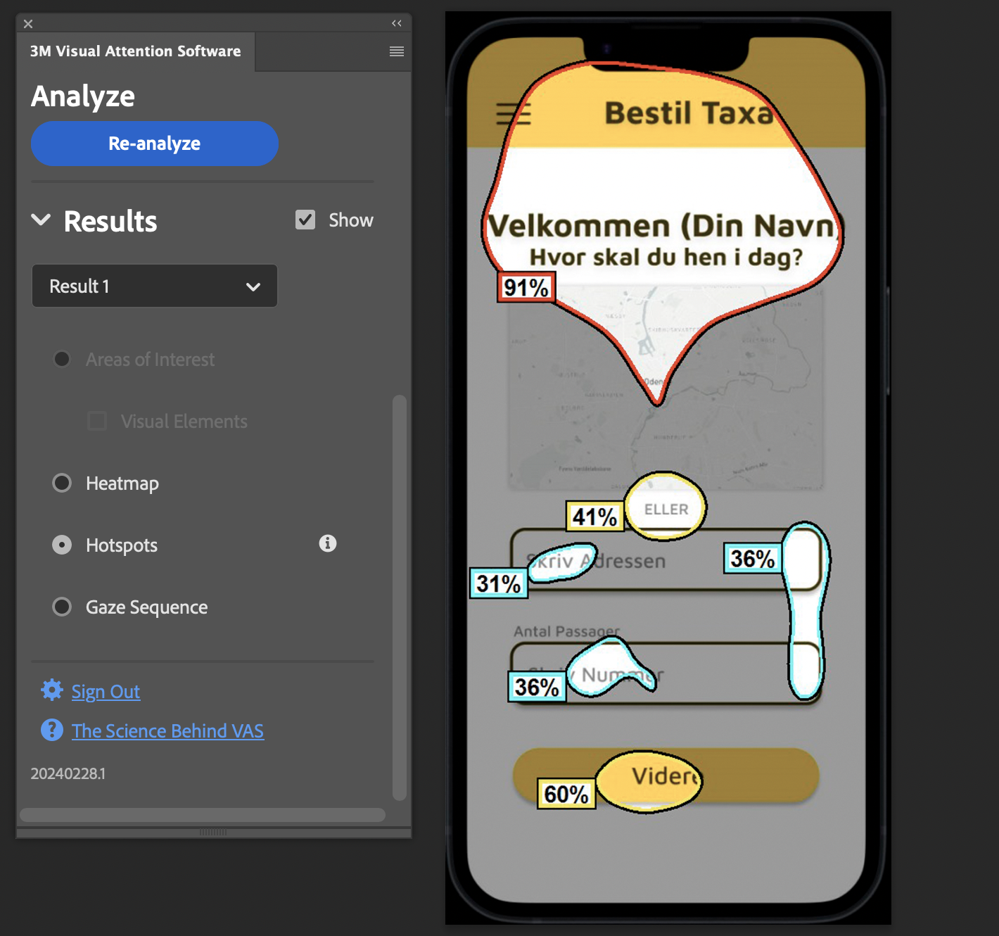 3M Visual Attention Software
Analyze
Re-analyze
Results
Show
Result 1
Areas of Interest
Visual Elements
Heatmap
Hotspots
Gaze Sequence
Sign Out
The Science Behind VAS
20240228.1
Bestil Taxa
Velkommen (Din Navn)
Hvor skal du hen i dag?
91%
ELLER
41%
Skriv Adressen
36%
31%
Antal Passager
Skriv Nummer
36%
Videre
60%